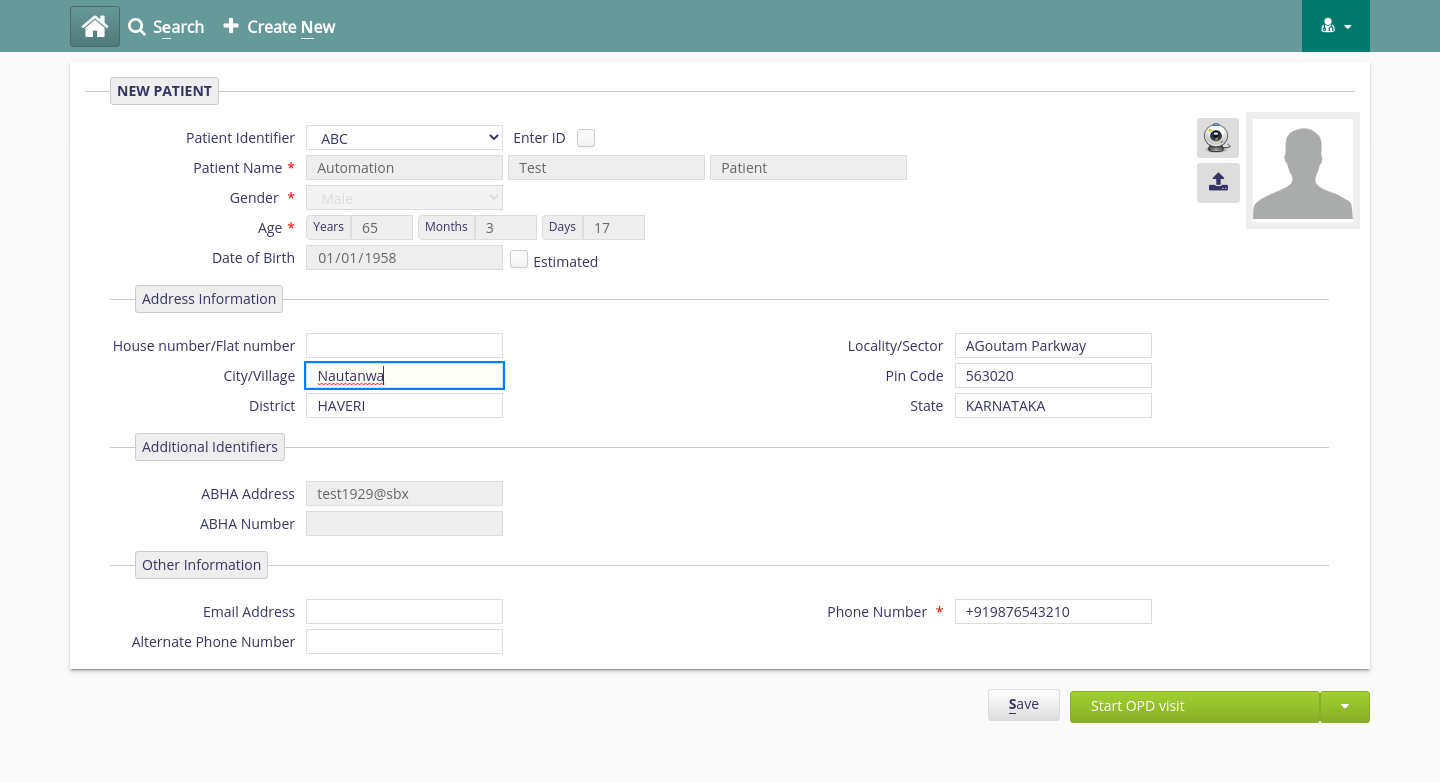 Search Create New
NEW PATIENT
Patient Identifier ABC Enter ID
Patient Name * Automation Test Patient
Gender * Male
Age * Years 65 Months 3 Days 17
Date of Birth 01/01/1958 Estimated
Address Information
House number/Flat number Locality/Sector AGoutam Parkway
City/Village Nautanwa Pin Code 563020
District HAVERI State KARNATAKA
Additional Identifiers
ABHA Address test1929@sbx
ABHA Number
Other Information
Email Address Phone Number * +919876543210
Alternate Phone Number
Save Start OPD visit